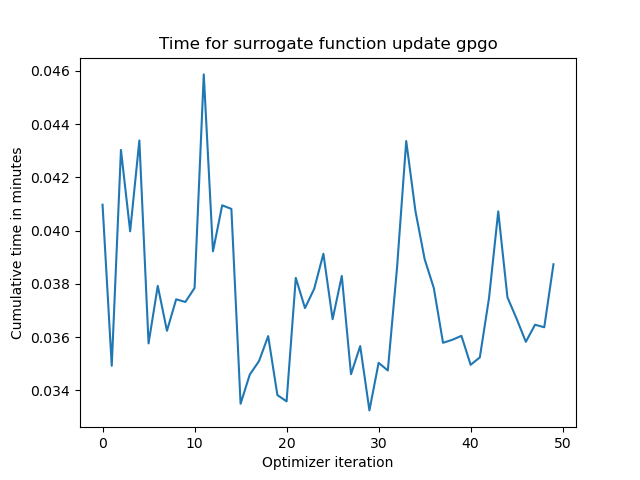 Time for surrogate function update gpgo
0.046
0.044
0.042
0.040
0.038
0.036
0.034
Cumulative time in minutes
0 10 20 30 40 50
Optimizer iteration